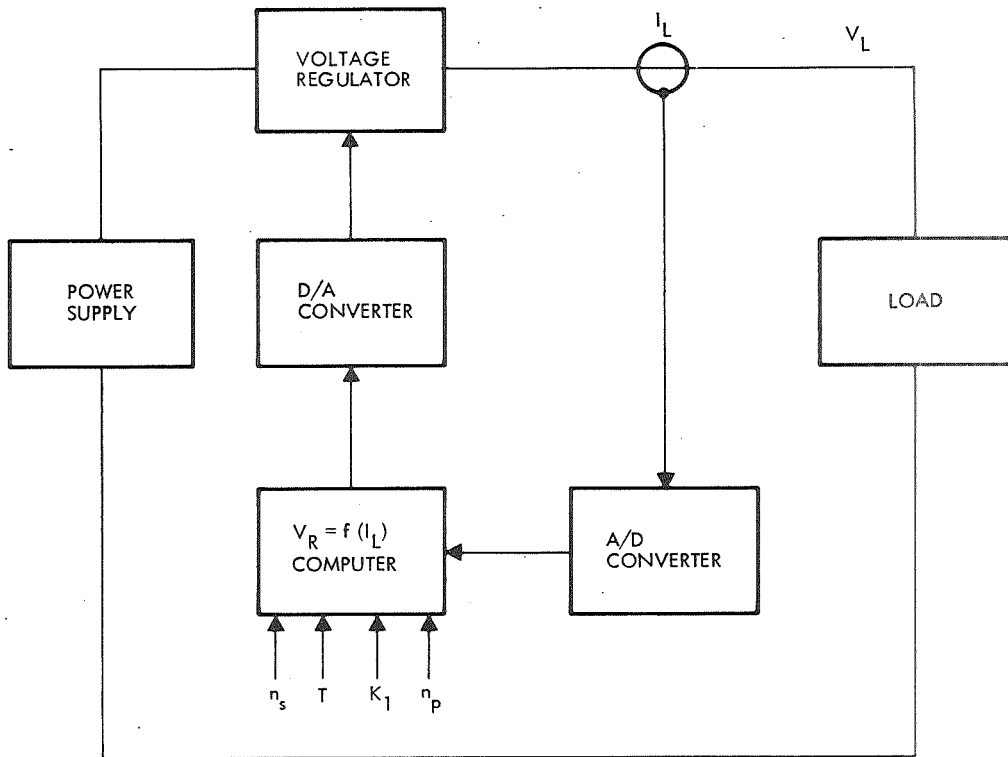 I_L
V_L
VOLTAGE
REGULATOR
POWER
SUPPLY
D/A
CONVERTER
LOAD
V_R = f (I_L)
COMPUTER
A/D
CONVERTER
n_s T K_1 n_p